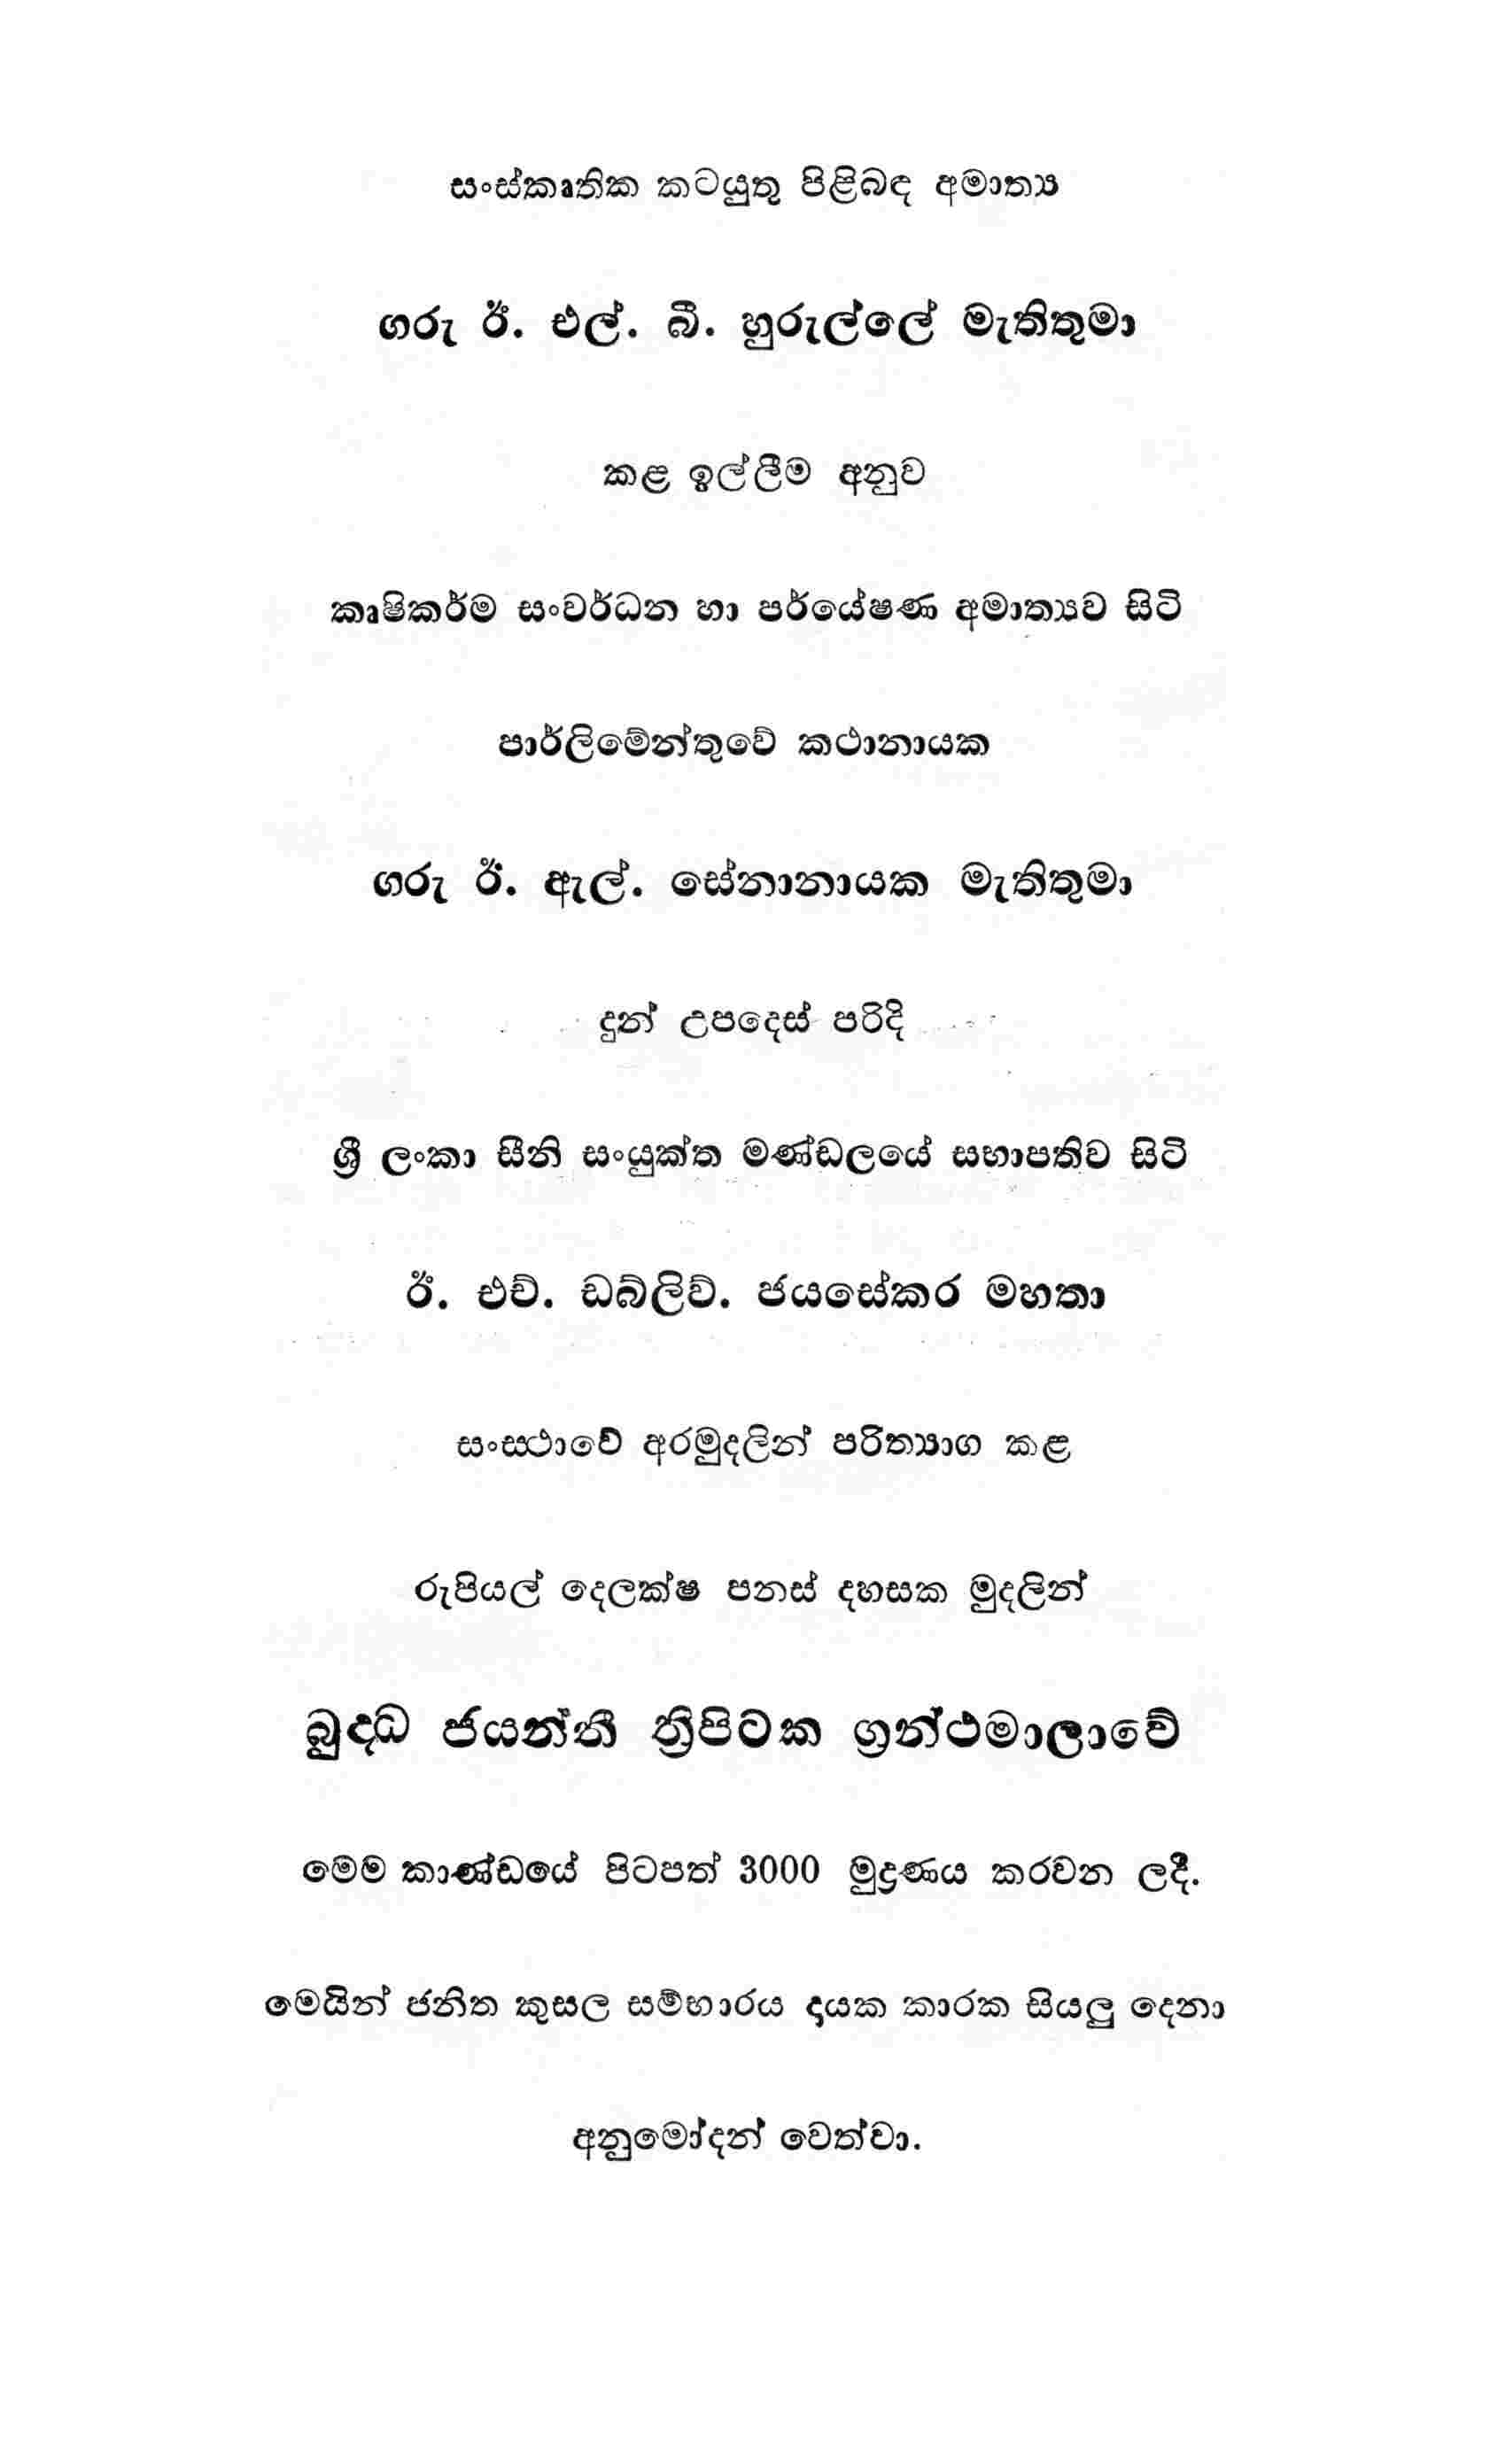 සංස්කෘතික කටයුතු පිළිබඳ අමාත්‍ය
ගරු ඊ. එල්. බී. හුරුල්ලේ මැතිතුමා
කළ ඉල්ලීම අනුව
කෘෂිකර්ම සංවර්ධන හා පර්යේෂණ අමාත්‍යව සිටි
පාර්ලිමේන්තුවේ කථානායක
ගරු ඊ. ඇල්. සේනානායක මැතිතුමා
දුන් උපදෙස් පරිදි
ශ්‍රී ලංකා සීනි සංයුක්ත මණ්ඩලයේ සභාපතිව සිටි
ඊ. එච්. ඩබ්ලිව්. ජයසේකර මහතා
සංස්ථාවේ අරමුදලින් පරිත්‍යාග කළ
රුපියල් දෙලක්ෂ පනස් දහසක මුදලින්
බුද්ධ ජයන්තී ත්‍රිපිටක ග්‍රන්ථමාලාවේ
මෙම කාණ්ඩයේ පිටපත් 3000 මුද්‍රණය කරවන ලදී.
මෙයින් ජනිත කුසල සම්භාරය දායක කාරක සියලු දෙනා
අනුමෝදන් වෙත්වා.